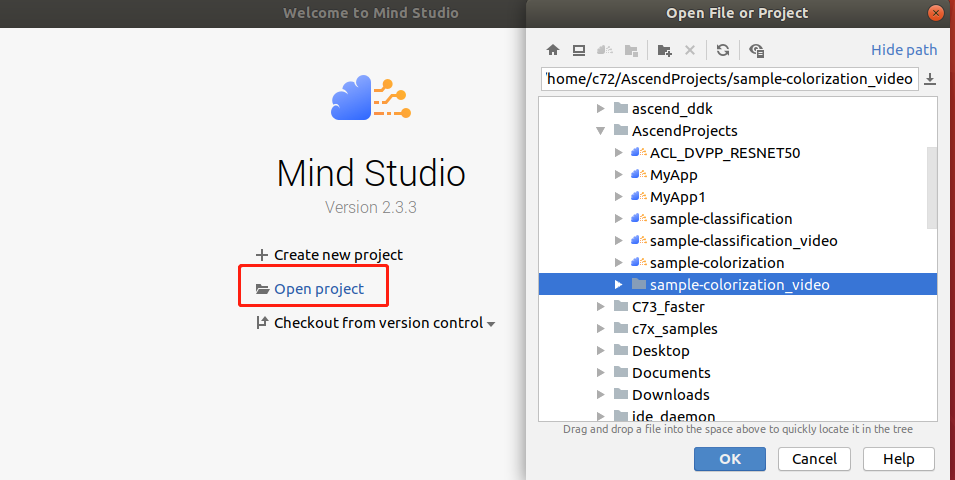 Welcome to Mind Studio
Mind Studio
Version 2.3.3
Create new project
Open project
Checkout from version control
Open File or Project
Hide path
/home/c72/AscendProjects/sample-colorization_video
ascend_ddk
AscendProjects
ACL_DVPP_RESNET50
MyApp
MyApp1
sample-classification
sample-classification_video
sample-colorization
sample-colorization_video
C73_faster
c7x_samples
Desktop
Documents
Downloads
ide_daemon
Drag and drop a file into the space above to quickly locate it in the tree
OK
Cancel
Help